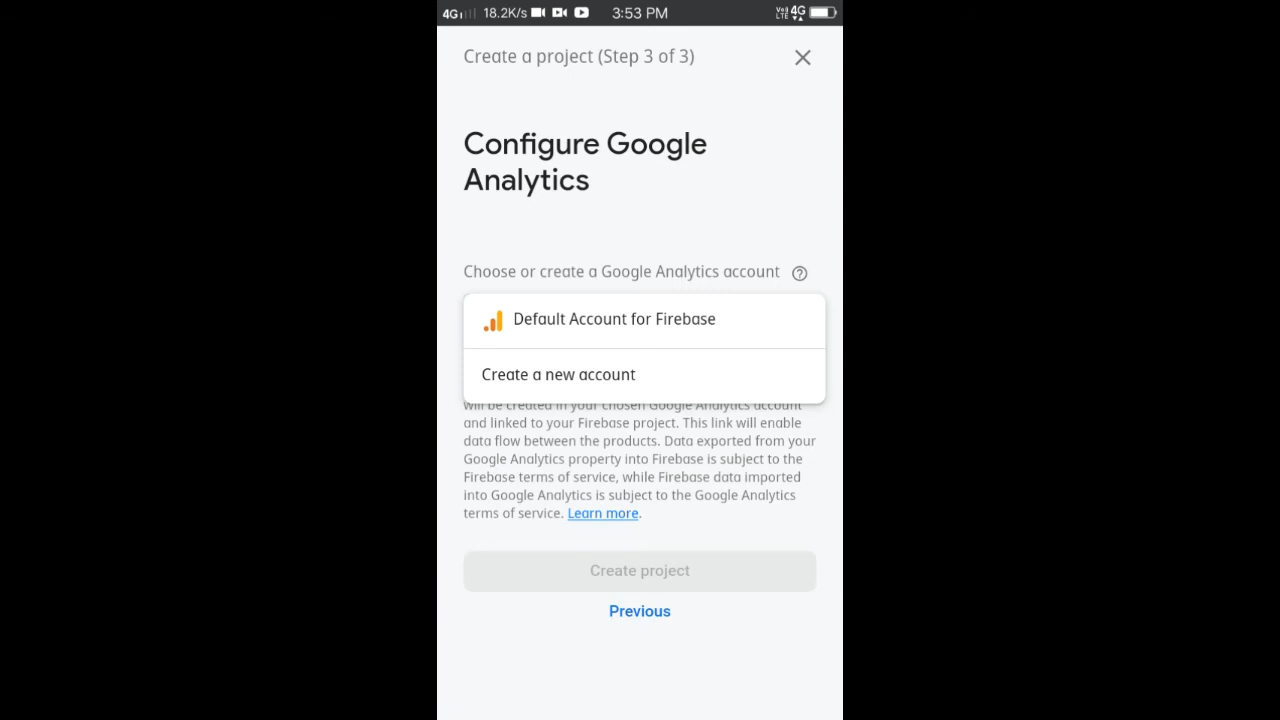 4G 18.2K/s 3:53 PM VoLTE 4G
Create a project (Step 3 of 3)
Configure Google
Analytics
Choose or create a Google Analytics account
Default Account for Firebase
Create a new account
will be created in your chosen Google Analytics account
and linked to your Firebase project. This link will enable
data flow between the products. Data exported from your
Google Analytics property into Firebase is subject to the
Firebase terms of service, while Firebase data imported
into Google Analytics is subject to the Google Analytics
terms of service. Learn more.
Create project
Previous